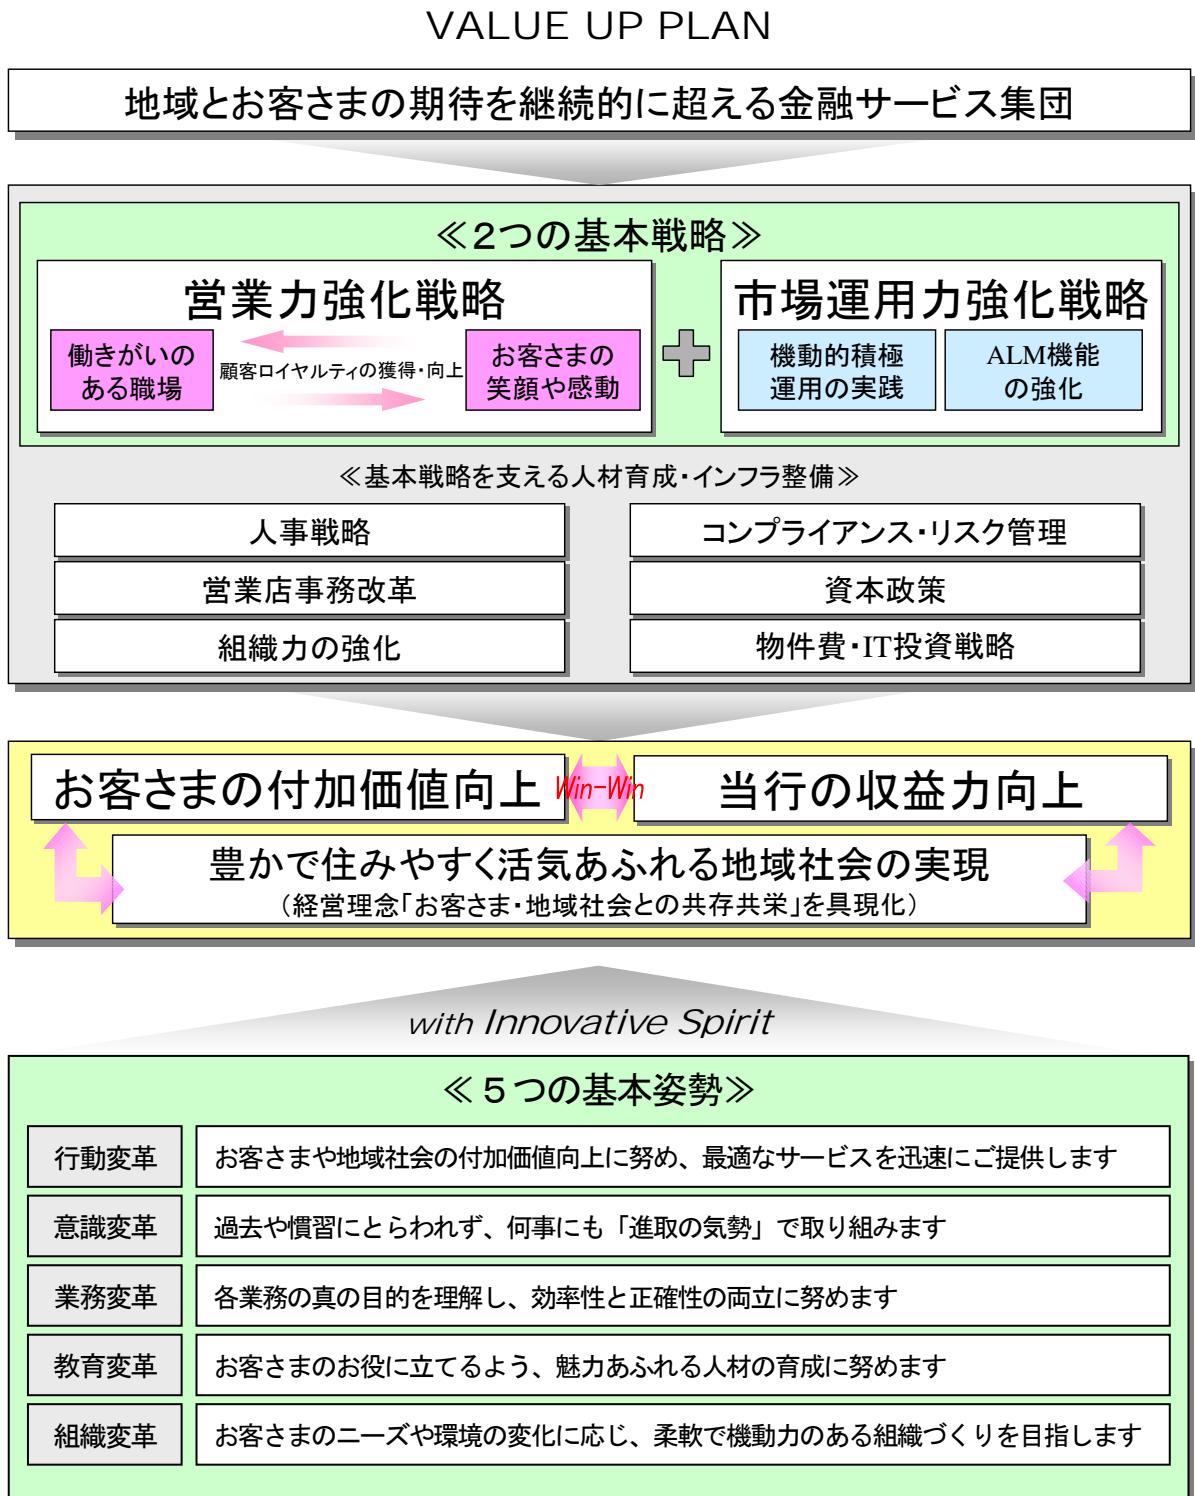 VALUE UP PLAN
地域とお客さまの期待を継続的に超える金融サービス集団
≪2つの基本戦略≫
営業力強化戦略
働きがいの
ある職場
顧客ロイヤルティの獲得・向上
お客さまの
笑顔や感動
市場運用力強化戦略
機動的積極
運用の実践
ALM機能
の強化
≪基本戦略を支える人材育成・インフラ整備≫
人事戦略
コンプライアンス・リスク管理
営業店事務改革
資本政策
組織力の強化
物件費・IT投資戦略
お客さまの付加価値向上
Win-Win
当行の収益力向上
豊かで住みやすく活気あふれる地域社会の実現
（経営理念「お客さま・地域社会との共存共栄」を具現化）
with Innovative Spirit
≪５つの基本姿勢≫
行動変革
お客さまや地域社会の付加価値向上に努め、最適なサービスを迅速にご提供します
意識変革
過去や慣習にとらわれず、何事にも「進取の気勢」で取り組みます
業務変革
各業務の真の目的を理解し、効率性と正確性の両立に努めます
教育変革
お客さまのお役に立てるよう、魅力あふれる人材の育成に努めます
組織変革
お客さまのニーズや環境の変化に応じ、柔軟で機動力のある組織づくりを目指します